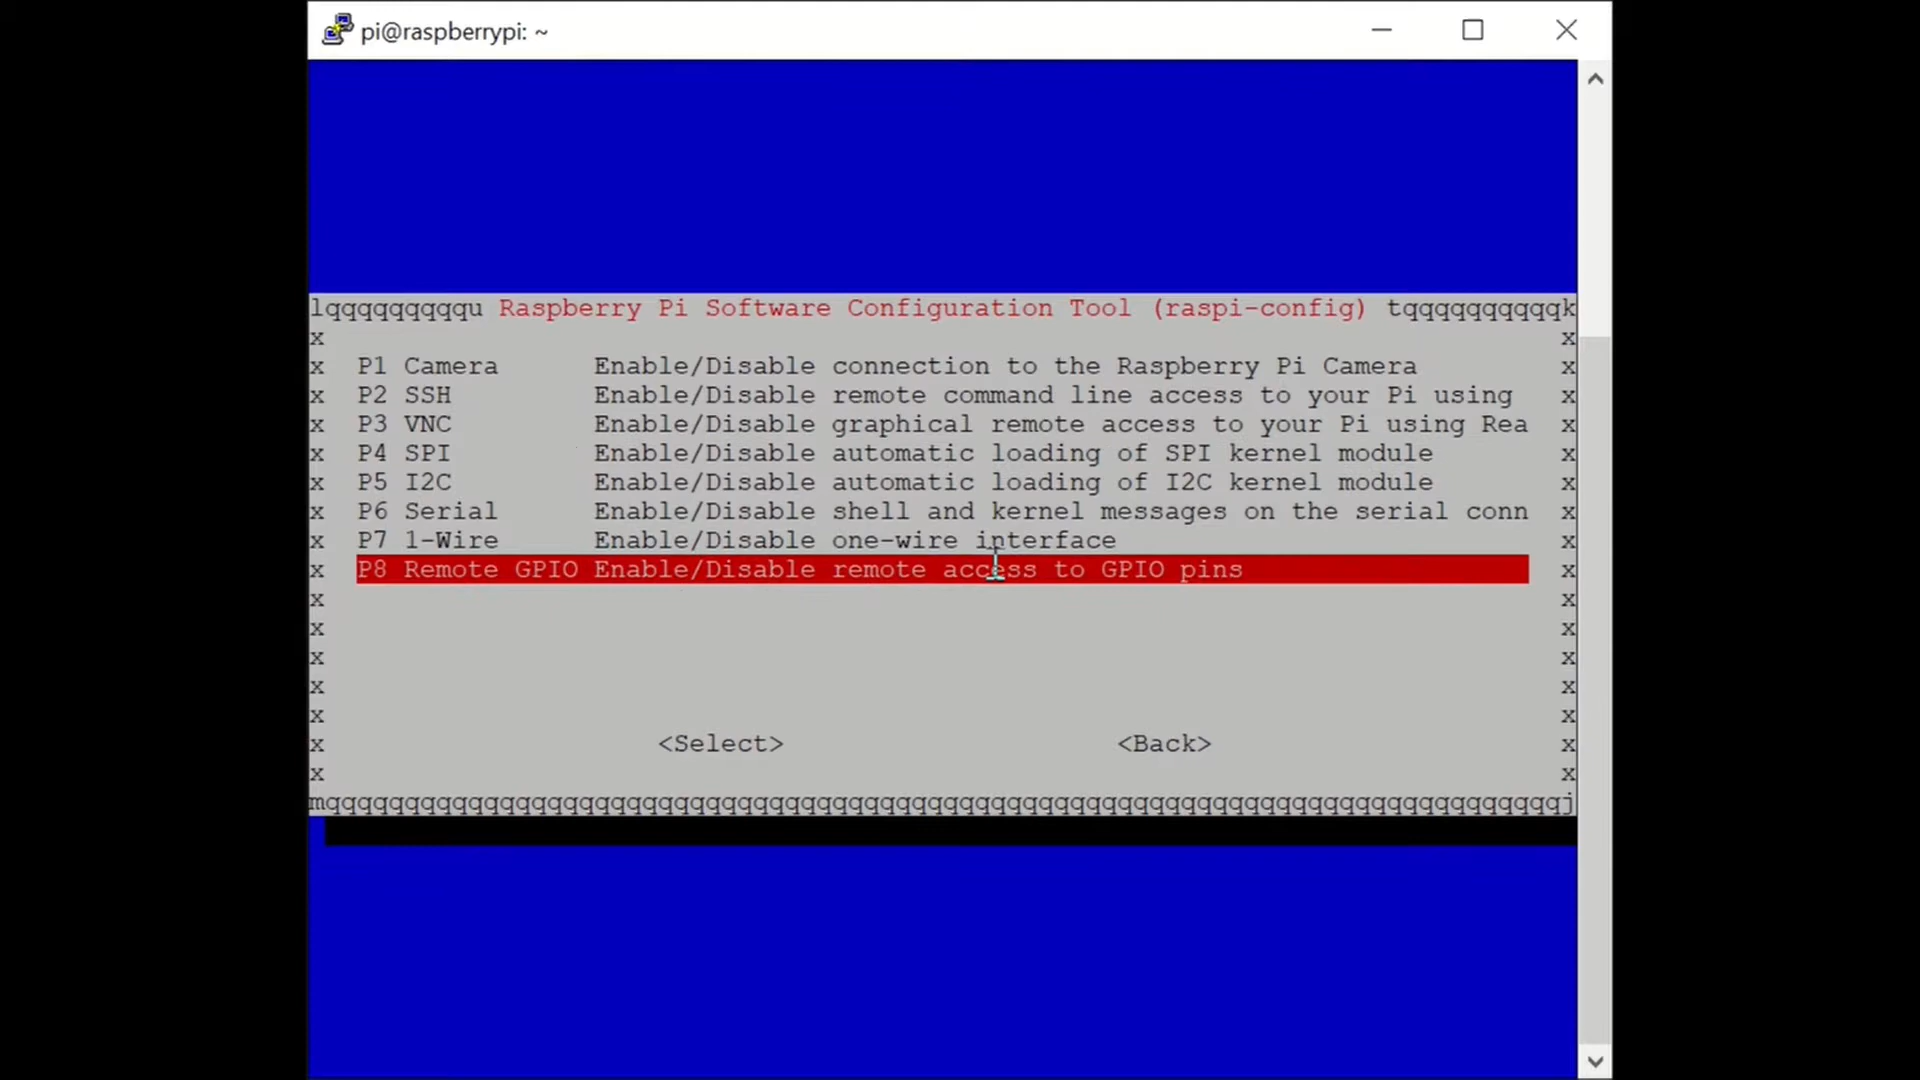 pi@raspberrypi: ~
lqqqqqqqqqqu Raspberry Pi Software Configuration Tool (raspi-config) tqqqqqqqqqqqk
x x
x P1 Camera Enable/Disable connection to the Raspberry Pi Camera x
x P2 SSH Enable/Disable remote command line access to your Pi using x
x P3 VNC Enable/Disable graphical remote access to your Pi using Rea x
x P4 SPI Enable/Disable automatic loading of SPI kernel module x
x P5 I2C Enable/Disable automatic loading of I2C kernel module x
x P6 Serial Enable/Disable shell and kernel messages on the serial conn x
x P7 1-Wire Enable/Disable one-wire interface x
x P8 Remote GPIO Enable/Disable remote access to GPIO pins x
x x
x x
x x
x x
x x
x <Select> <Back> x
x x
mqqqqqqqqqqqqqqqqqqqqqqqqqqqqqqqqqqqqqqqqqqqqqqqqqqqqqqqqqqqqqqqqqqqqqqqqqqqqqqj